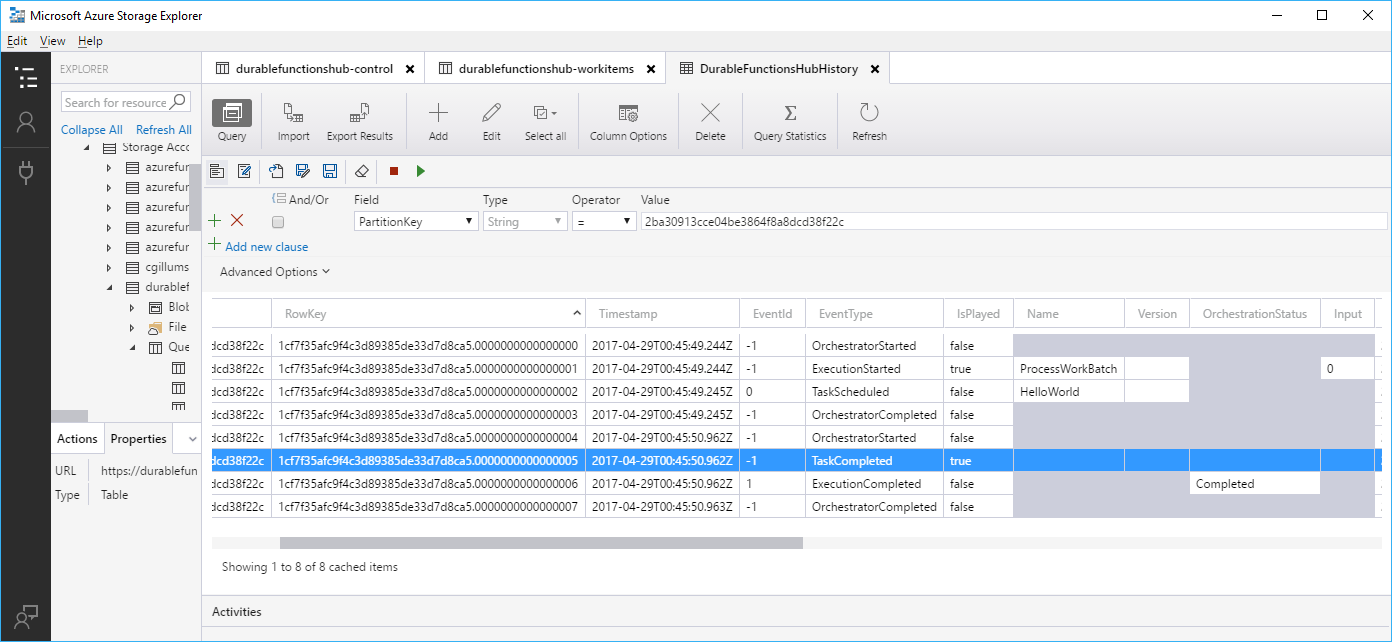 Microsoft Azure Storage Explorer
Edit View Help
EXPLORER
Search for resource
Collapse All Refresh All
Storage Acc
azurefur
azurefur
azurefur
azurefur
azurefur
cgillums
durablef
Blob
File
Que
Actions Properties
URL https://durablefun
Type Table
durablefunctionshub-control durablefunctionshub-workitems DurableFunctionsHubHistory
Query Import Export Results Add Edit Select all Column Options Delete Query Statistics Refresh
And/Or Field Type Operator Value
PartitionKey String = 2ba30913cce04be3864f8a8dcd38f22c
Add new clause
Advanced Options
RowKey Timestamp EventId EventType IsPlayed Name Version OrchestrationStatus Input
dcd38f22c 1cf7f35afc9f4c3d89385de33d7d8ca5.0000000000000000 2017-04-29T00:45:49.244Z -1 OrchestratorStarted false
dcd38f22c 1cf7f35afc9f4c3d89385de33d7d8ca5.0000000000000001 2017-04-29T00:45:49.244Z -1 ExecutionStarted true ProcessWorkBatch 0
dcd38f22c 1cf7f35afc9f4c3d89385de33d7d8ca5.0000000000000002 2017-04-29T00:45:49.245Z 0 TaskScheduled false HelloWorld
dcd38f22c 1cf7f35afc9f4c3d89385de33d7d8ca5.0000000000000003 2017-04-29T00:45:49.245Z -1 OrchestratorCompleted false
dcd38f22c 1cf7f35afc9f4c3d89385de33d7d8ca5.0000000000000004 2017-04-29T00:45:50.962Z -1 OrchestratorStarted false
dcd38f22c 1cf7f35afc9f4c3d89385de33d7d8ca5.0000000000000005 2017-04-29T00:45:50.962Z -1 TaskCompleted true
dcd38f22c 1cf7f35afc9f4c3d89385de33d7d8ca5.0000000000000006 2017-04-29T00:45:50.962Z 1 ExecutionCompleted false Completed
dcd38f22c 1cf7f35afc9f4c3d89385de33d7d8ca5.0000000000000007 2017-04-29T00:45:50.963Z -1 OrchestratorCompleted false
Showing 1 to 8 of 8 cached items
Activities